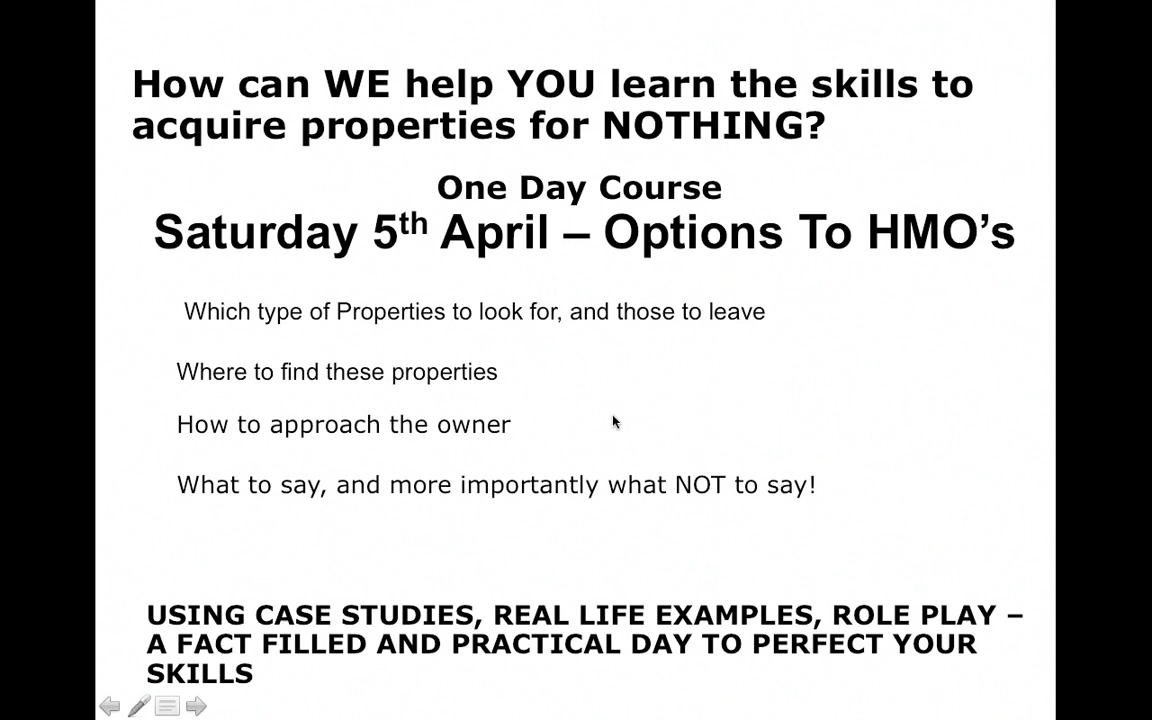 How can WE help YOU learn the skills to
acquire properties for NOTHING?
One Day Course
Saturday 5th April – Options To HMO’s
Which type of Properties to look for, and those to leave
Where to find these properties
How to approach the owner
What to say, and more importantly what NOT to say!
USING CASE STUDIES, REAL LIFE EXAMPLES, ROLE PLAY –
A FACT FILLED AND PRACTICAL DAY TO PERFECT YOUR
SKILLS